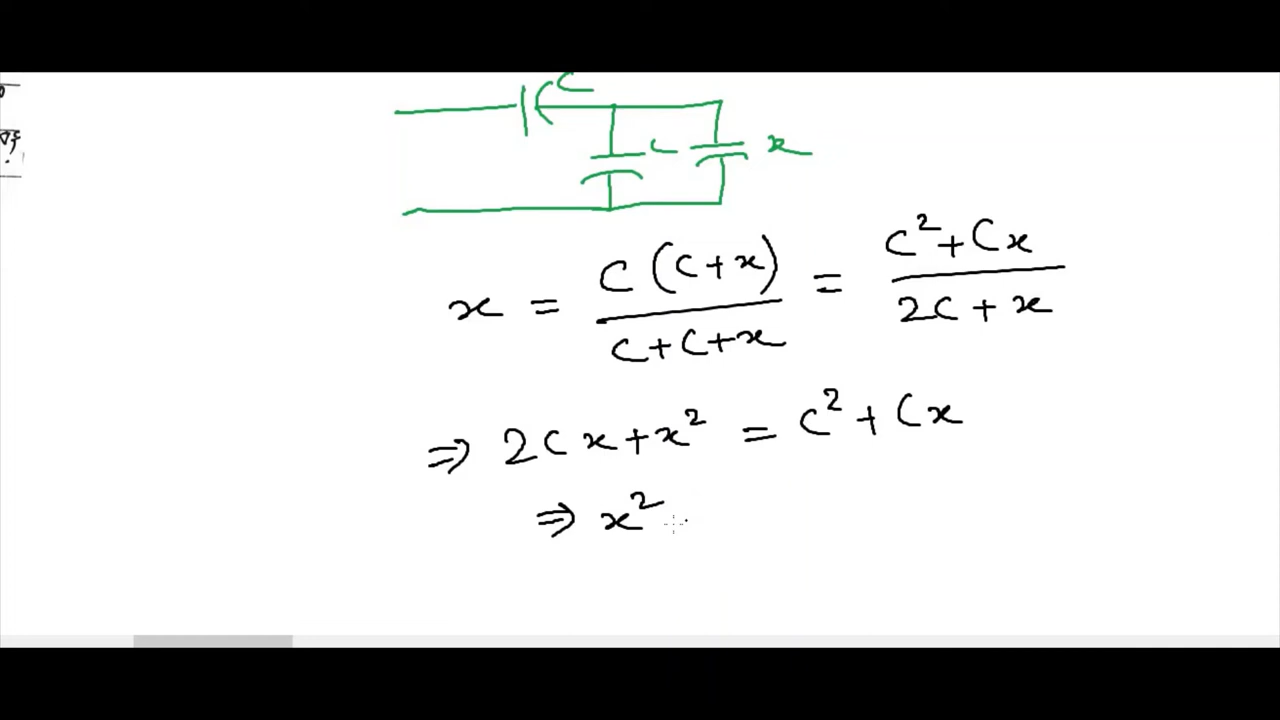 C
C x
x = C (C+x) / C+C+x = C²+Cx / 2C+x
⇒ 2Cx+x² = C²+Cx
⇒ x²